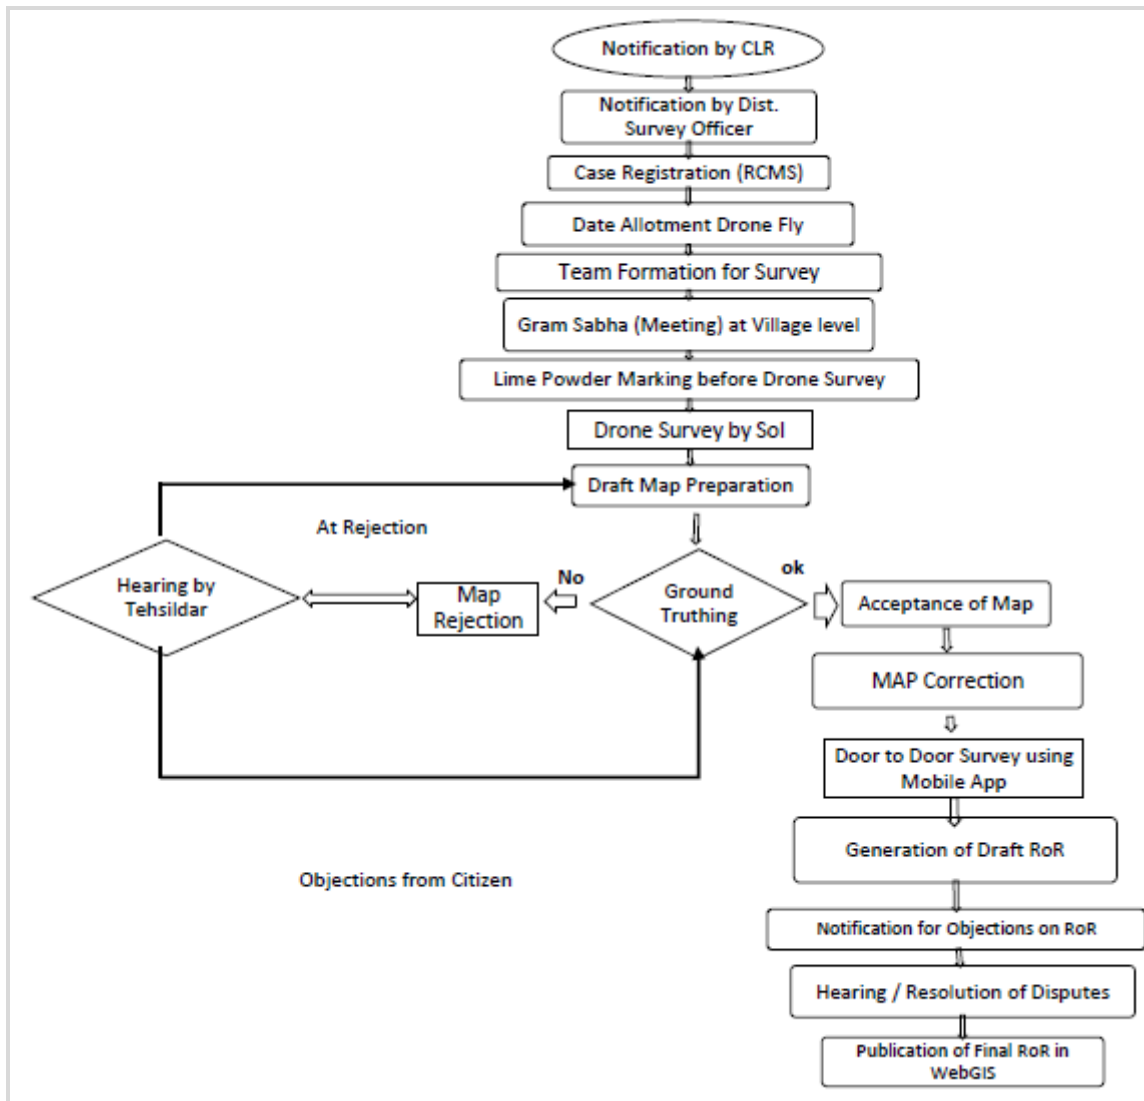 Notification by CLR
Notification by Dist.
Survey Officer
Case Registration (RCMS)
Date Allotment Drone Fly
Team Formation for Survey
Gram Sabha (Meeting) at Village level
Lime Powder Marking before Drone Survey
Drone Survey by SoI
Draft Map Preparation
At Rejection
Hearing by
Tehsildar
Map
Rejection
No
Ground
Truthing
ok
Acceptance of Map
MAP Correction
Door to Door Survey using
Mobile App
Generation of Draft RoR
Objections from Citizen
Notification for Objections on RoR
Hearing / Resolution of Disputes
Publication of Final RoR in
WebGIS